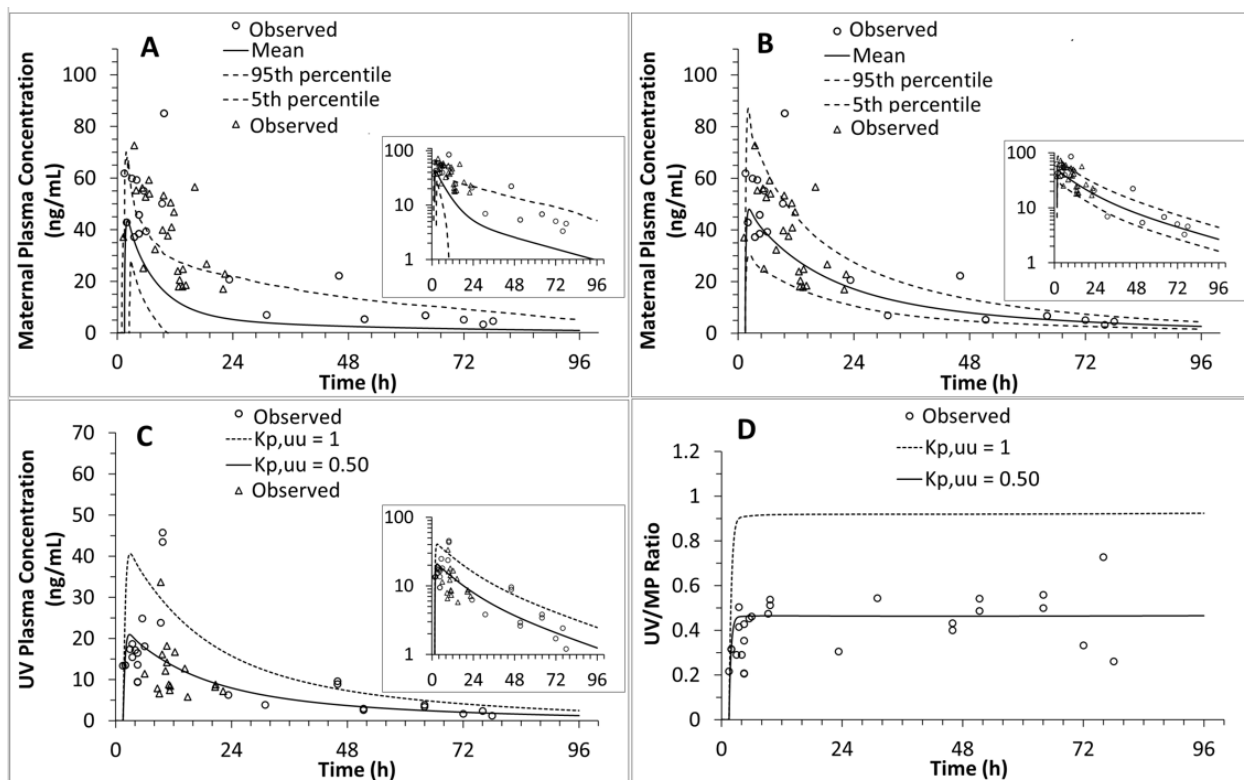 A
Observed
Mean
95th percentile
5th percentile
Observed
Maternal Plasma Concentration
(ng/mL)
100
80
60
40
20
0
0 24 48 72 96
Time (h)
100
10
1
0 24 48 72 96
B
Observed
Mean
95th percentile
5th percentile
Observed
Maternal Plasma Concentration
(ng/mL)
100
80
60
40
20
0
0 24 48 72 96
Time (h)
100
10
1
0 24 48 72 96
C
Observed
Kp,uu = 1
Kp,uu = 0.50
Observed
UV Plasma Concentration
(ng/mL)
70
60
50
40
30
20
10
0
0 24 48 72 96
Time (h)
100
10
1
0 24 48 72 96
D
Observed
Kp,uu = 1
Kp,uu = 0.50
UV/MP Ratio
1.2
1
0.8
0.6
0.4
0.2
0
0 24 48 72 96
Time (h)